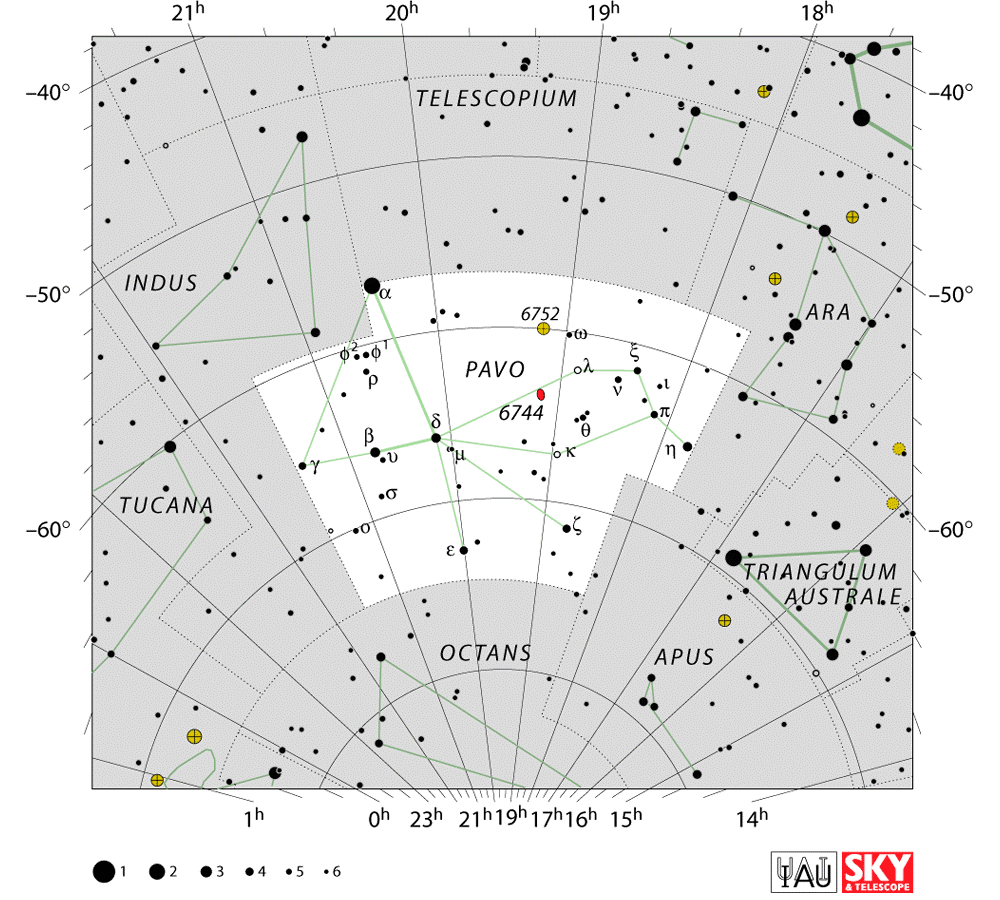 21h 20h 19h 18h
–40° –40°
TELESCOPIUM
INDUS
–50° –50°
α
6752
ω
ARA
ϕ² ϕ¹
ξ
PAVO
λ
ρ
ν ι
6744
π
δ
θ
β
μ
κ
η
γ
υ
σ
TUCANA
ο
ζ
–60° –60°
ε
TRIANGULUM
AUSTRALE
OCTANS
APUS
1h 0h 23h 21h 19h 17h 16h 15h 14h
1 2 3 4 5 6
IAU
SKY
& TELESCOPE